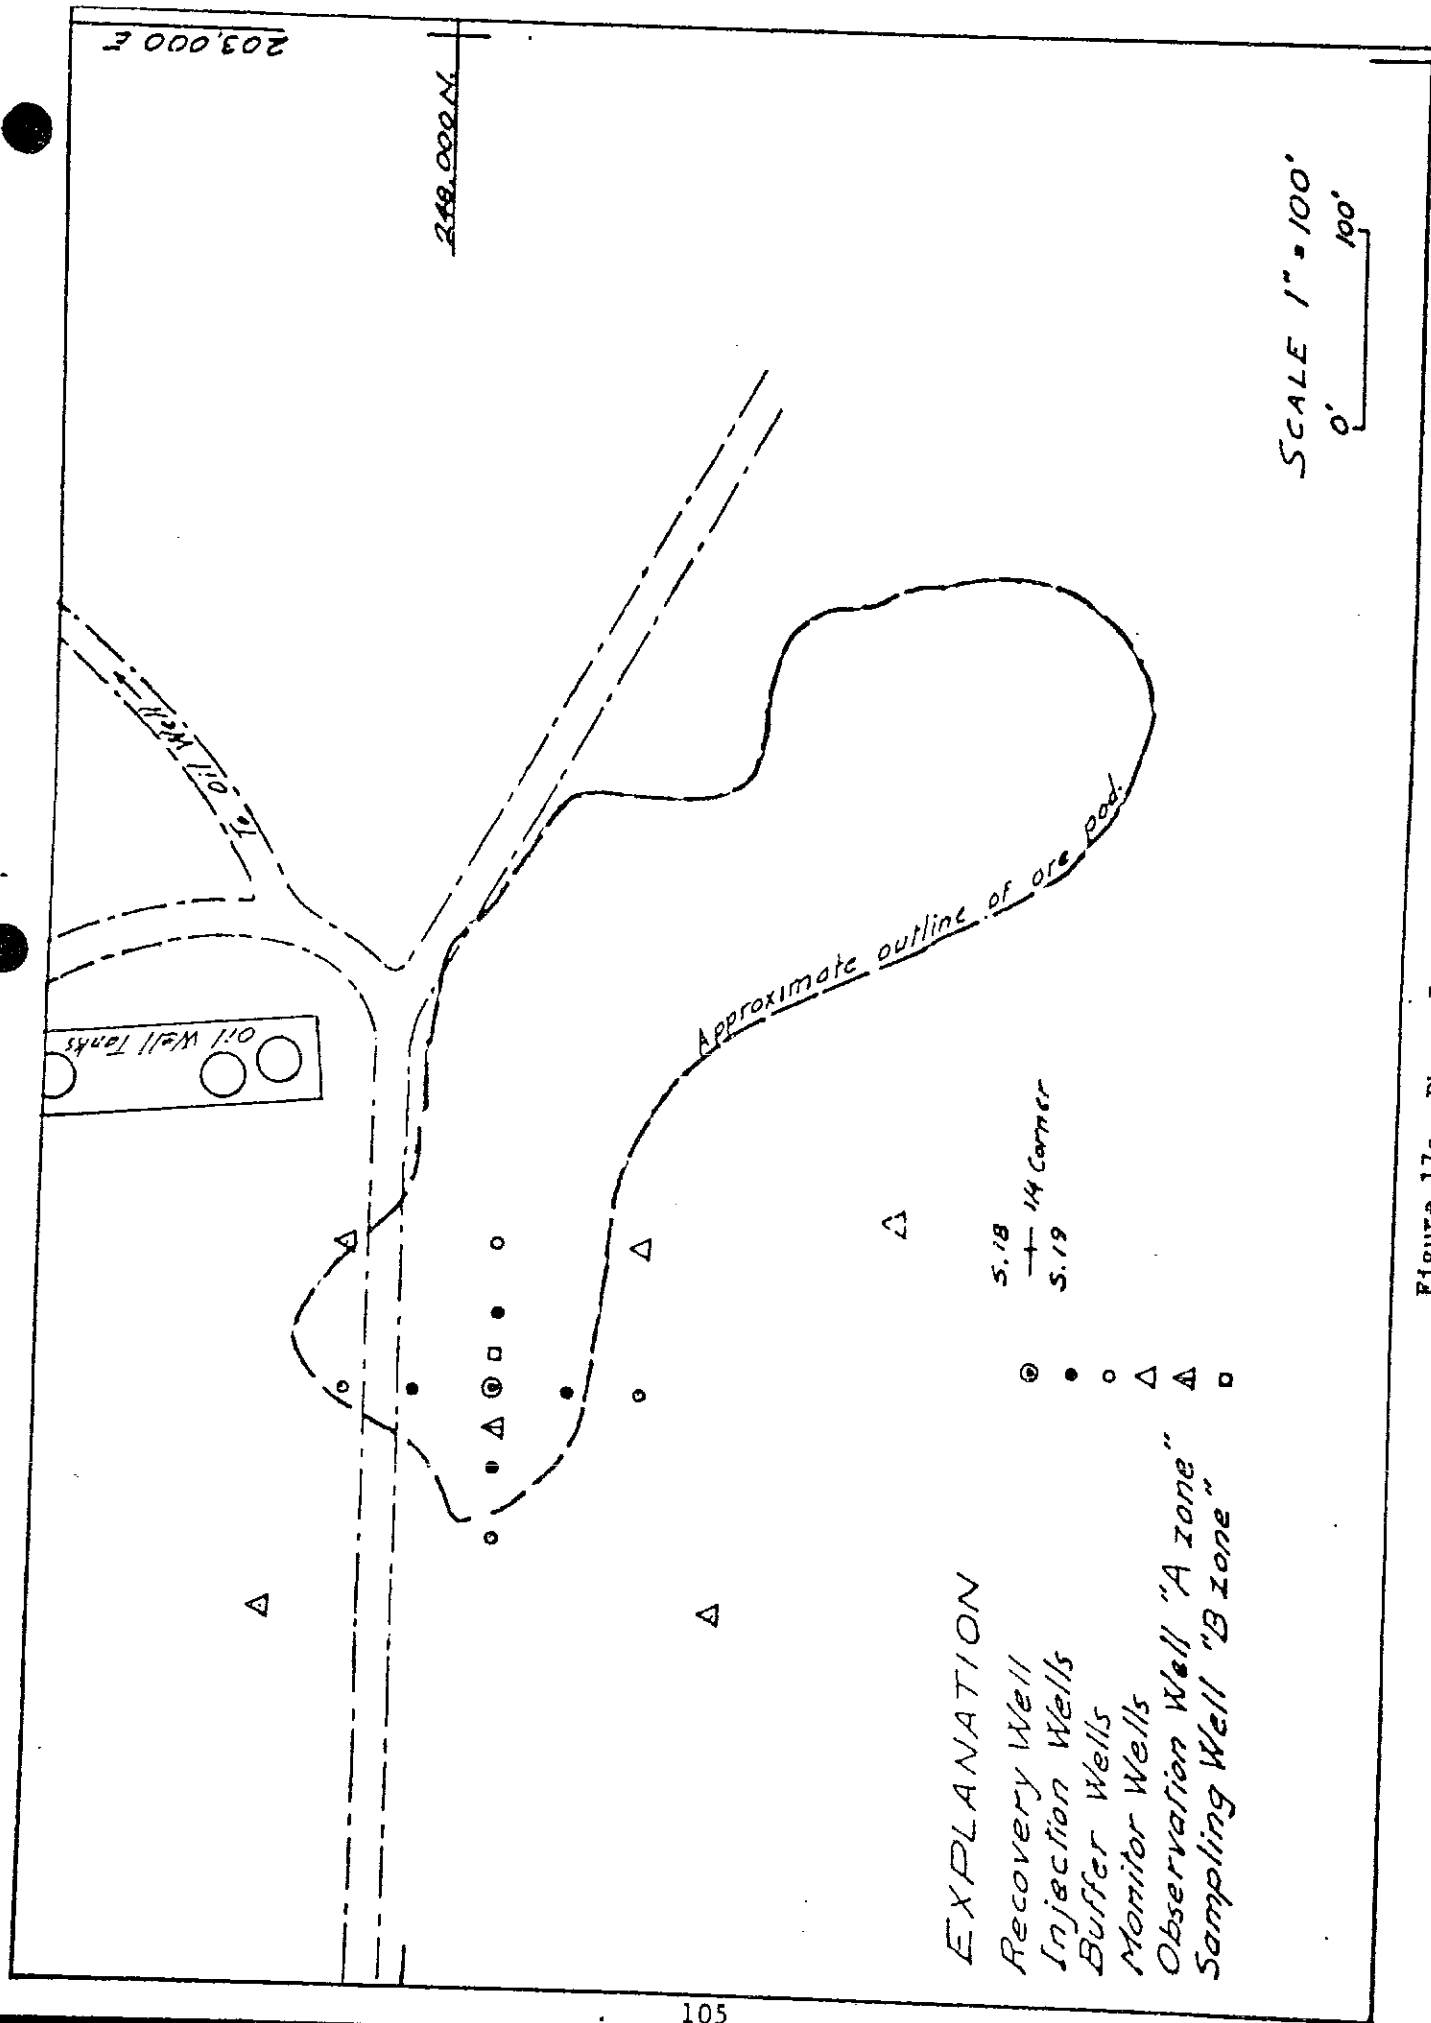 203,000 E
248,000 N.
To Oil Well
Oil Well Tanks
Approximate outline of ore pod.
S.18
1/4 Corner
S.19
SCALE 1" = 100'
0' 100'
EXPLANATION
Recovery Well
Injection Wells
Buffer Wells
Monitor Wells
Observation Well "A zone"
Sampling Well "B zone"
105